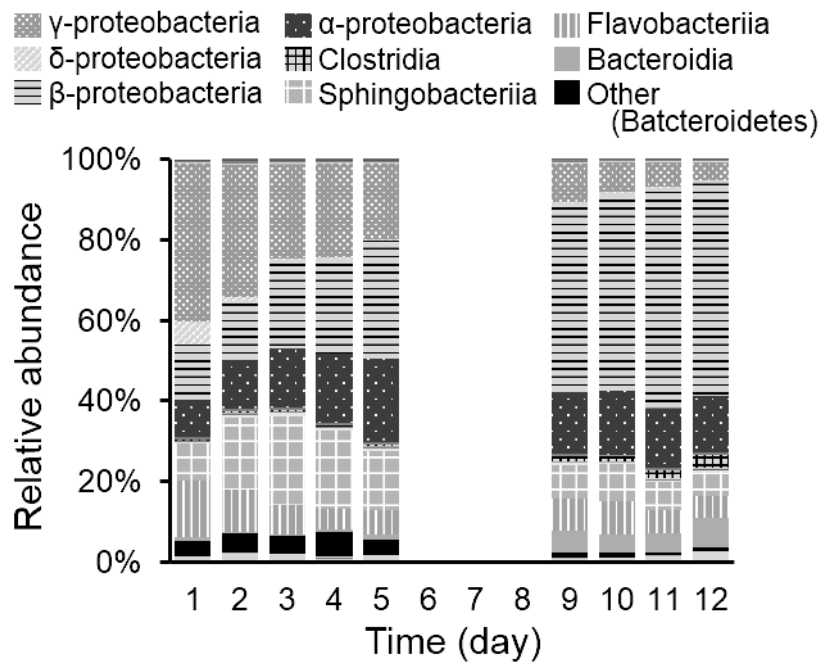 γ-proteobacteria α-proteobacteria Flavobacteriia
δ-proteobacteria Clostridia Bacteroidia
β-proteobacteria Sphingobacteriia Other
(Batcteroidetes)
100%
80%
60%
40%
20%
0%
Relative abundance
1 2 3 4 5 6 7 8 9 10 11 12
Time (day)